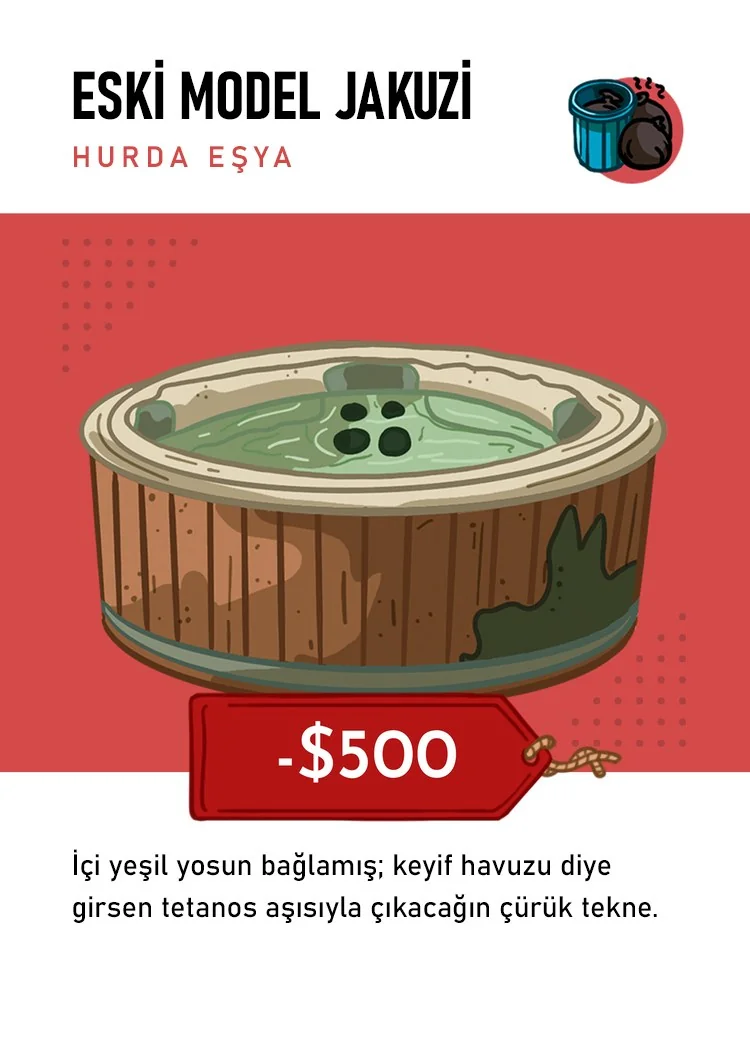 ESKİ MODEL JAKUZİ
HURDA EŞYA
-$500
İçi yeşil yosun bağlamış; keyif havuzu diye
girsen tetanos aşısıyla çıkacağın çürük tekne.